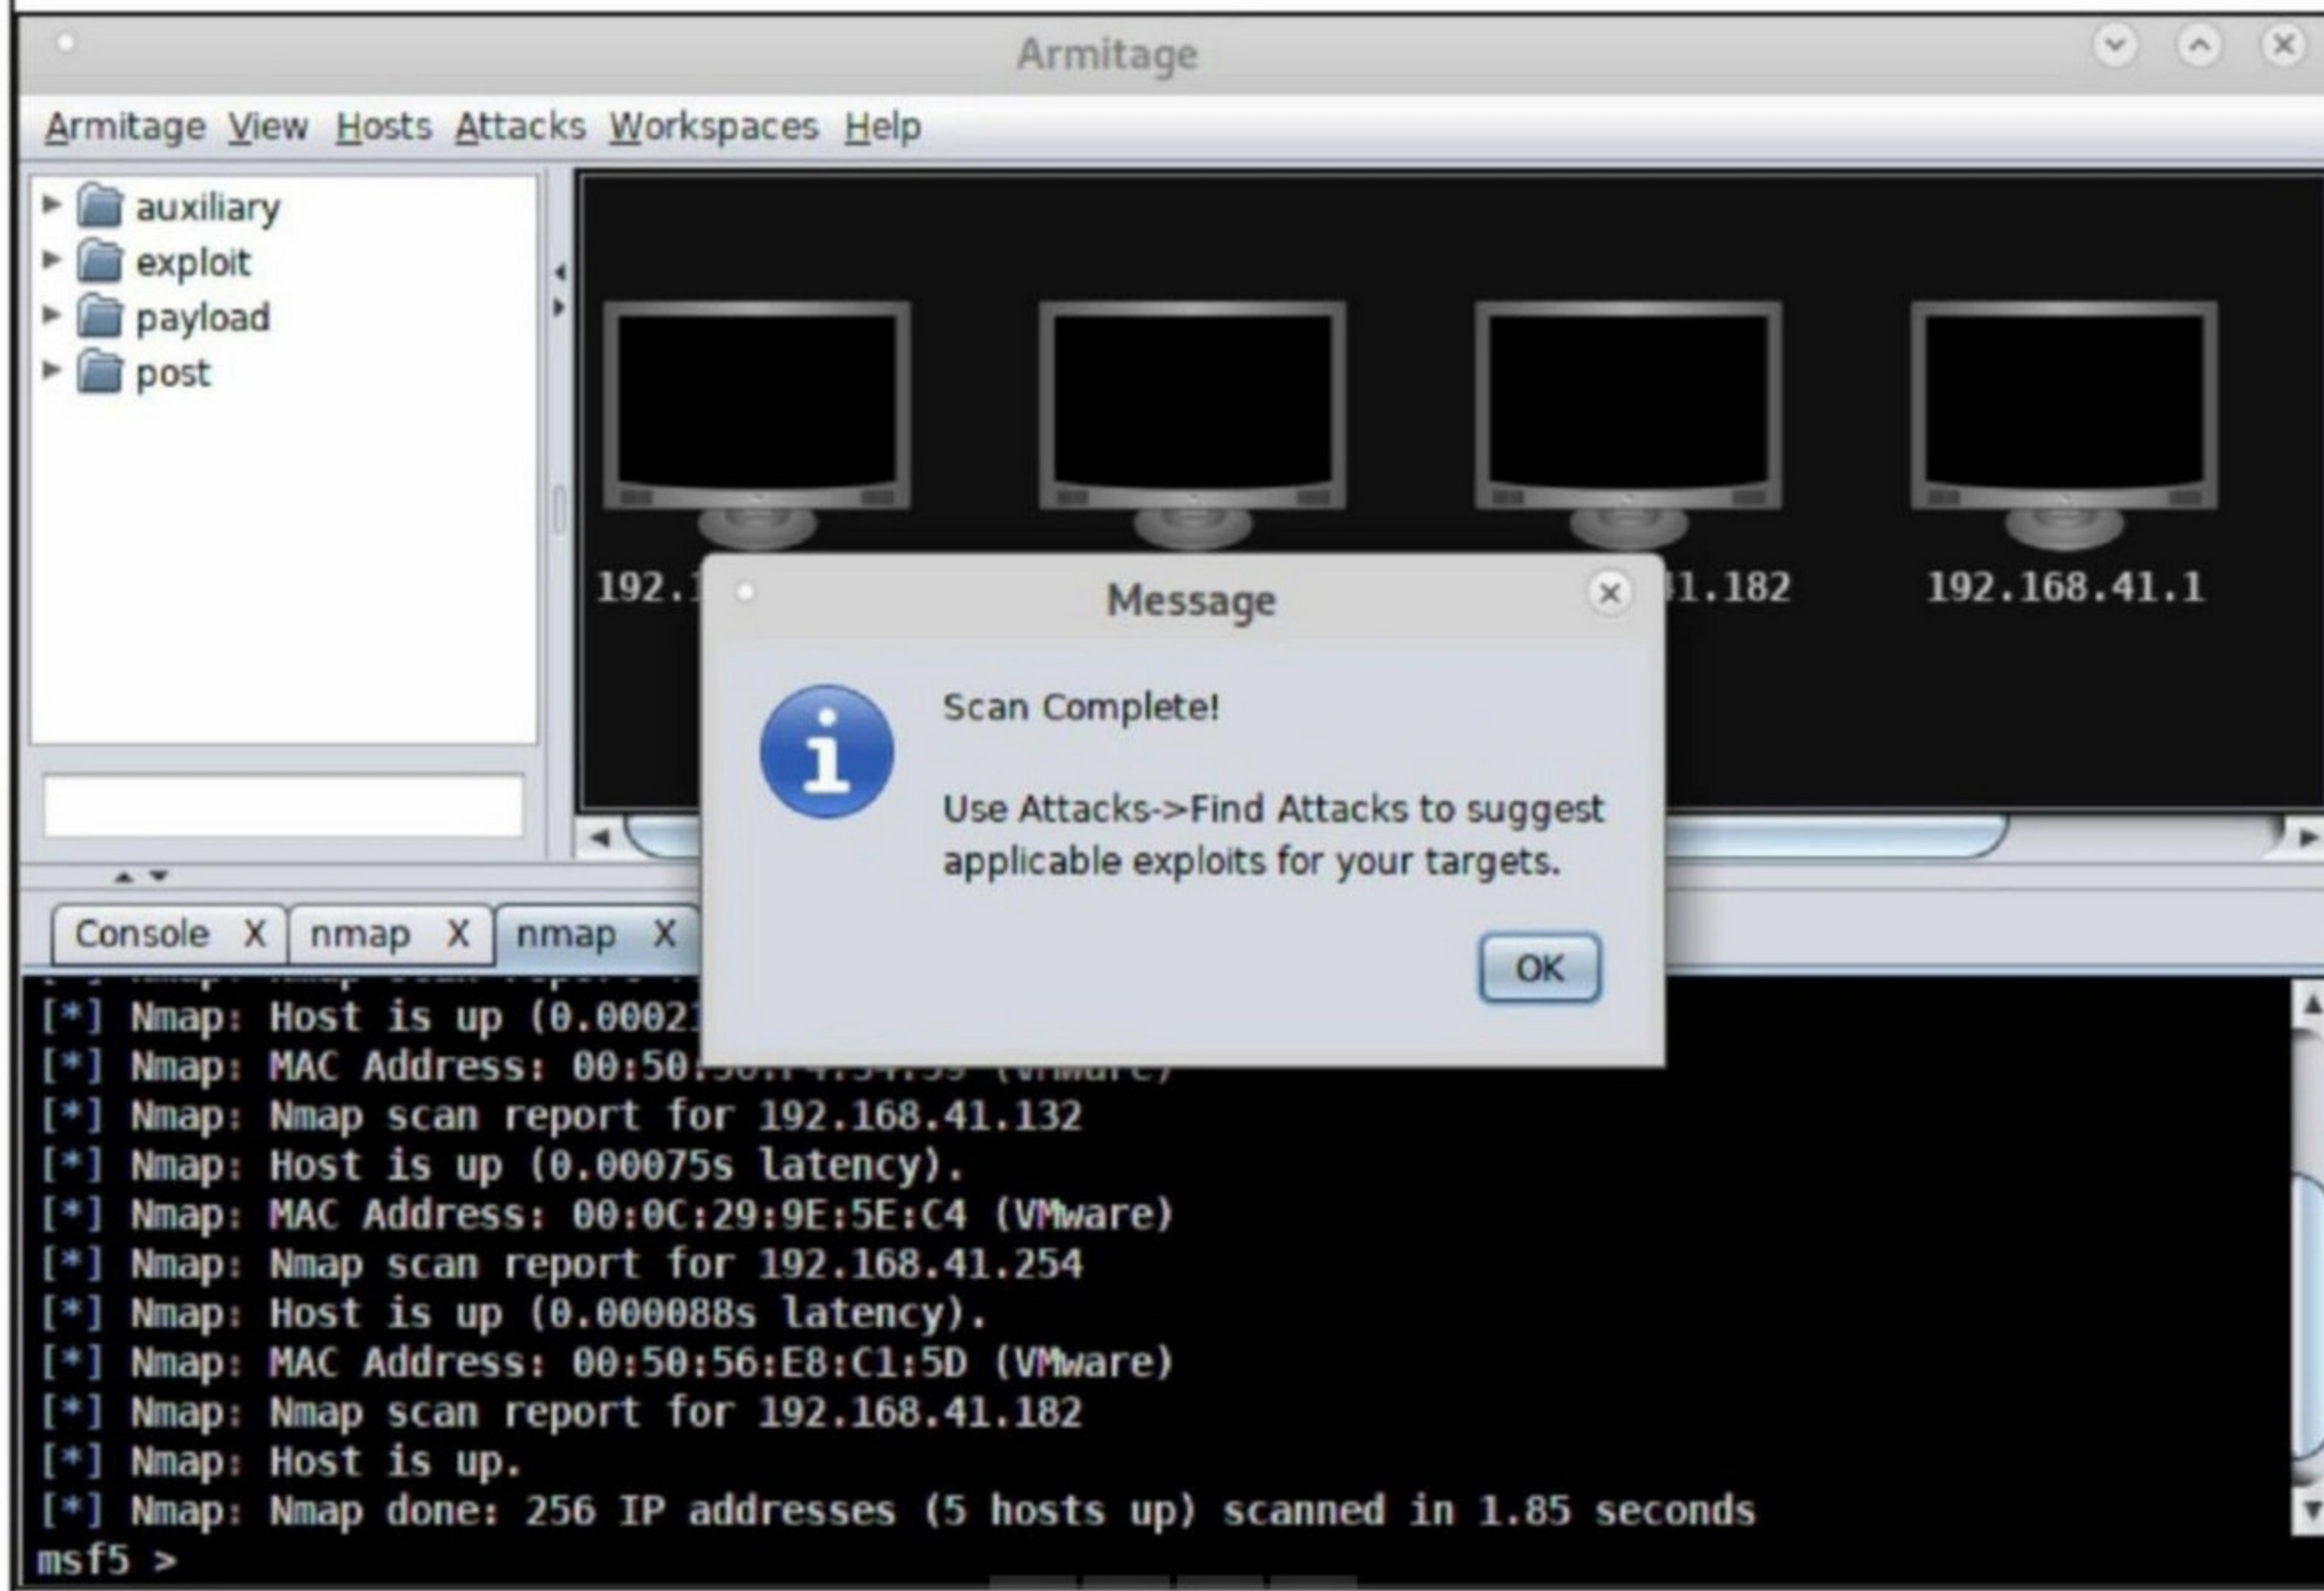 Armitage
Armitage View Hosts Attacks Workspaces Help
auxiliary
exploit
payload
post
192.1
41.182
192.168.41.1
Message
Scan Complete!
Use Attacks->Find Attacks to suggest
applicable exploits for your targets.
OK
Console X nmap X nmap X
[*] Nmap: Host is up (0.00021
[*] Nmap: MAC Address: 00:50:
[*] Nmap: Nmap scan report for 192.168.41.132
[*] Nmap: Host is up (0.00075s latency).
[*] Nmap: MAC Address: 00:0C:29:9E:5E:C4 (VMware)
[*] Nmap: Nmap scan report for 192.168.41.254
[*] Nmap: Host is up (0.000088s latency).
[*] Nmap: MAC Address: 00:50:56:E8:C1:5D (VMware)
[*] Nmap: Nmap scan report for 192.168.41.182
[*] Nmap: Host is up.
[*] Nmap: Nmap done: 256 IP addresses (5 hosts up) scanned in 1.85 seconds
msf5 >